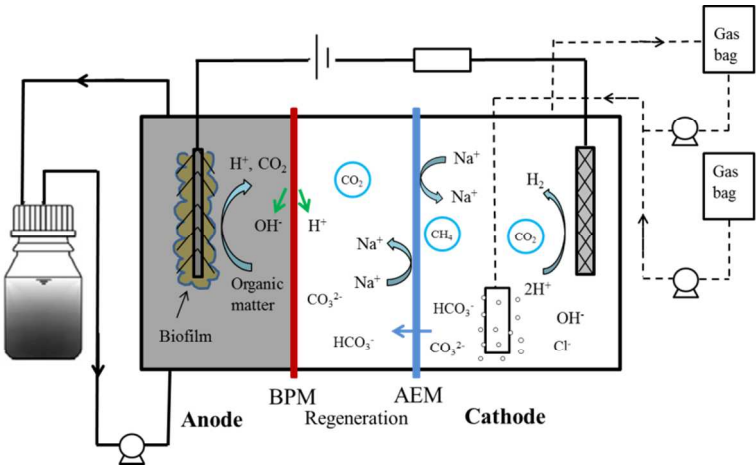 Gas
bag
H⁺, CO₂
CO₂
Na⁺
Na⁺
H₂
Gas
bag
OH⁻
H⁺
Na⁺
CH₄
CO₂
Organic
matter
Na⁺
2H⁺
CO₃²⁻
HCO₃⁻
OH⁻
Biofilm
HCO₃⁻
CO₃²⁻
Cl⁻
BPM
AEM
Anode
Regeneration
Cathode